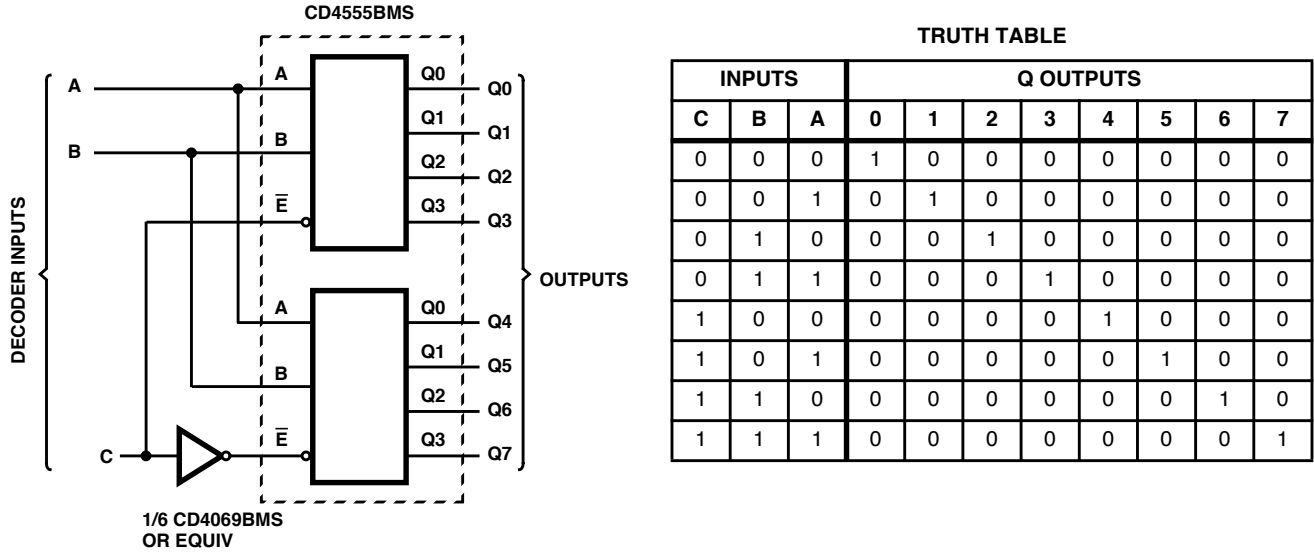 CD4555BMS
DECODER INPUTS
A
B
C
A
B
E̅
Q0
Q1
Q2
Q3
Q0
Q1
Q2
Q3
A
B
E̅
Q0
Q1
Q2
Q3
Q4
Q5
Q6
Q7
OUTPUTS
1/6 CD4069BMS
OR EQUIV
TRUTH TABLE
INPUTS Q OUTPUTS
C B A 0 1 2 3 4 5 6 7
0 0 0 1 0 0 0 0 0 0 0
0 0 1 0 1 0 0 0 0 0 0
0 1 0 0 0 1 0 0 0 0 0
0 1 1 0 0 0 1 0 0 0 0
1 0 0 0 0 0 0 1 0 0 0
1 0 1 0 0 0 0 0 1 0 0
1 1 0 0 0 0 0 0 0 1 0
1 1 1 0 0 0 0 0 0 0 1